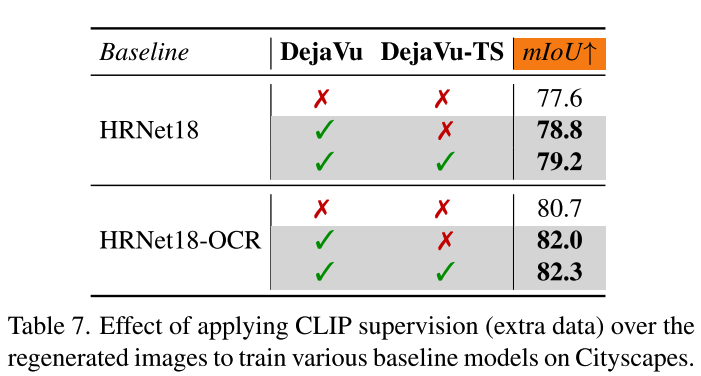 Baseline DejaVu DejaVu-TS mIoU↑
✗ ✗ 77.6
HRNet18 ✓ ✗ 78.8
✓ ✓ 79.2
✗ ✗ 80.7
HRNet18-OCR ✓ ✗ 82.0
✓ ✓ 82.3
Table 7. Effect of applying CLIP supervision (extra data) over the
regenerated images to train various baseline models on Cityscapes.